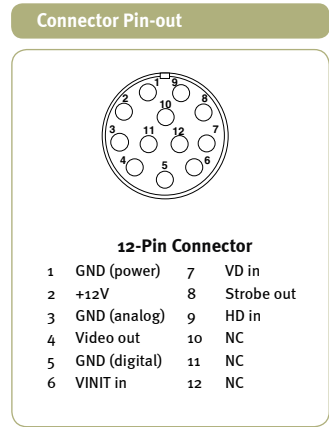 Connector Pin-out
1 9
2 10 8
3 11 12 7
4 5 6
12-Pin Connector
1 GND (power) 7 VD in
2 +12V 8 Strobe out
3 GND (analog) 9 HD in
4 Video out 10 NC
5 GND (digital) 11 NC
6 VINIT in 12 NC